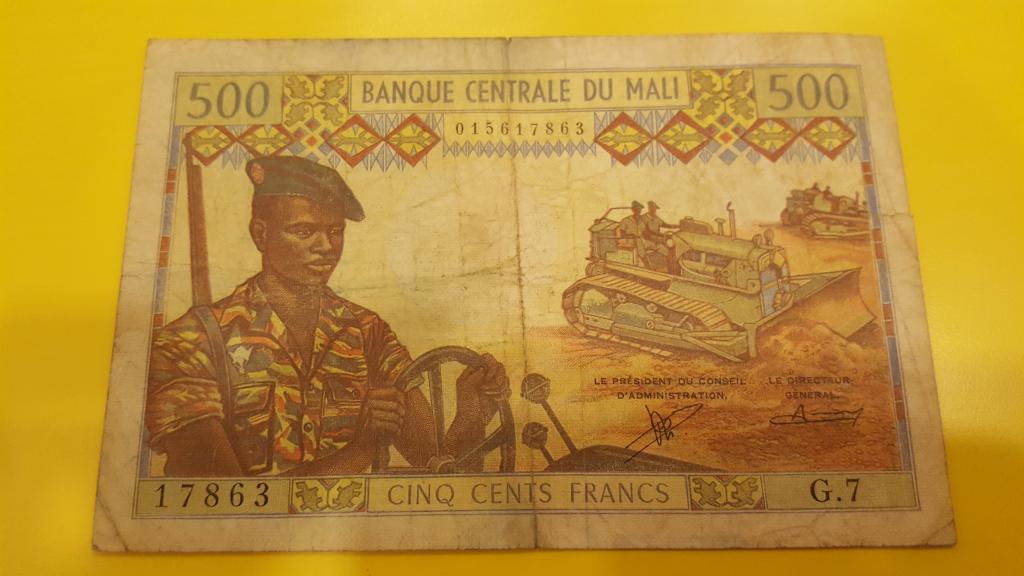 500 BANQUE CENTRALE DU MALI 500
015617863
LE PRÉSIDENT DU CONSEIL LE DIRECTEUR
D'ADMINISTRATION, GÉNÉRAL,
17863 CINQ CENTS FRANCS G.7